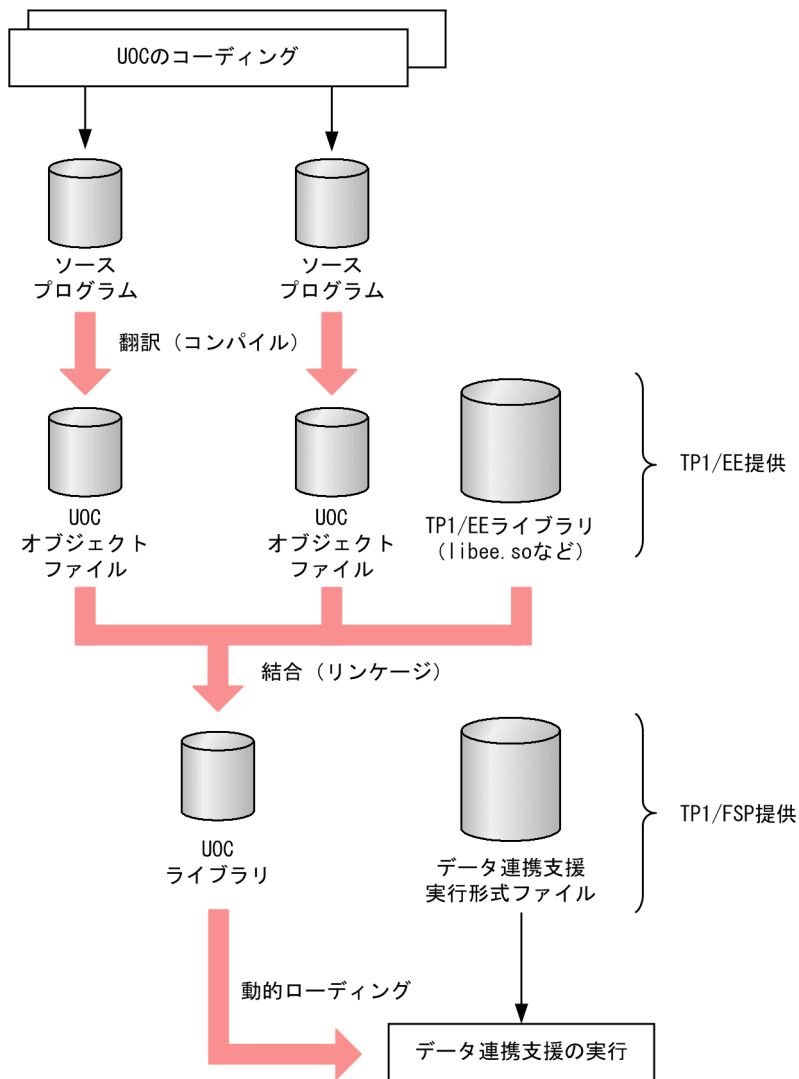 UOCのコーディング
ソース
プログラム
ソース
プログラム
翻訳（コンパイル）
UOC
オブジェクト
ファイル
UOC
オブジェクト
ファイル
TP1/EEライブラリ
（libee.soなど）
TP1/EE提供
結合（リンケージ）
UOC
ライブラリ
データ連携支援
実行形式ファイル
TP1/FSP提供
動的ローディング
データ連携支援の実行